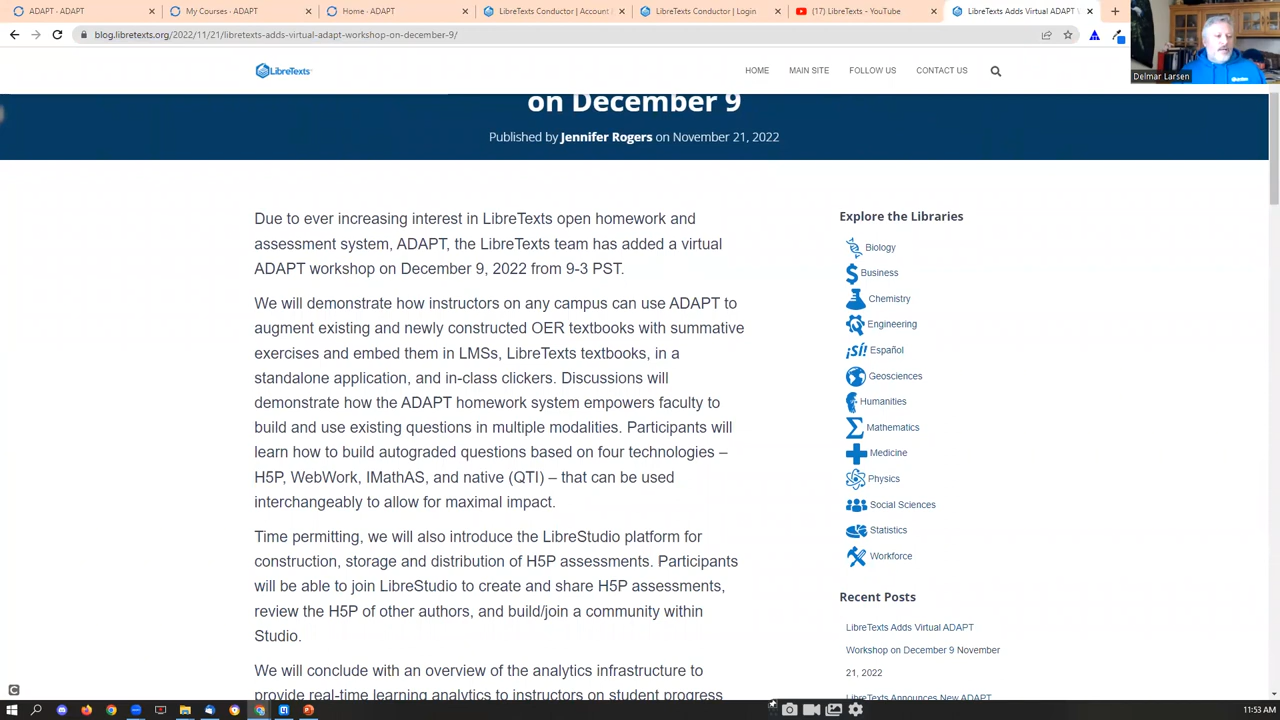 ADAPT - ADAPT
My Courses - ADAPT
Home - ADAPT
LibreTexts Conductor | Account /
LibreTexts Conductor | Login
(17) LibreTexts - YouTube
LibreTexts Adds Virtual ADAPT W
blog.libretexts.org/2022/11/21/libretexts-adds-virtual-adapt-workshop-on-december-9/
Delmar Larsen
LibreTexts
HOME
MAIN SITE
FOLLOW US
CONTACT US
on December 9
Published by Jennifer Rogers on November 21, 2022
Due to ever increasing interest in LibreTexts open homework and
assessment system, ADAPT, the LibreTexts team has added a virtual
ADAPT workshop on December 9, 2022 from 9-3 PST.
We will demonstrate how instructors on any campus can use ADAPT to
augment existing and newly constructed OER textbooks with summative
exercises and embed them in LMSs, LibreTexts textbooks, in a
standalone application, and in-class clickers. Discussions will
demonstrate how the ADAPT homework system empowers faculty to
build and use existing questions in multiple modalities. Participants will
learn how to build autograded questions based on four technologies –
H5P, WebWork, IMathAS, and native (QTI) – that can be used
interchangeably to allow for maximal impact.
Time permitting, we will also introduce the LibreStudio platform for
construction, storage and distribution of H5P assessments. Participants
will be able to join LibreStudio to create and share H5P assessments,
review the H5P of other authors, and build/join a community within
Studio.
We will conclude with an overview of the analytics infrastructure to
provide real-time learning analytics to instructors on student progress
Explore the Libraries
Biology
Business
Chemistry
Engineering
¡SÍ! Español
Geosciences
Humanities
Mathematics
Medicine
Physics
Social Sciences
Statistics
Workforce
Recent Posts
LibreTexts Adds Virtual ADAPT
Workshop on December 9 November
21, 2022
LibreTexts Announces New ADAPT
11:53 AM